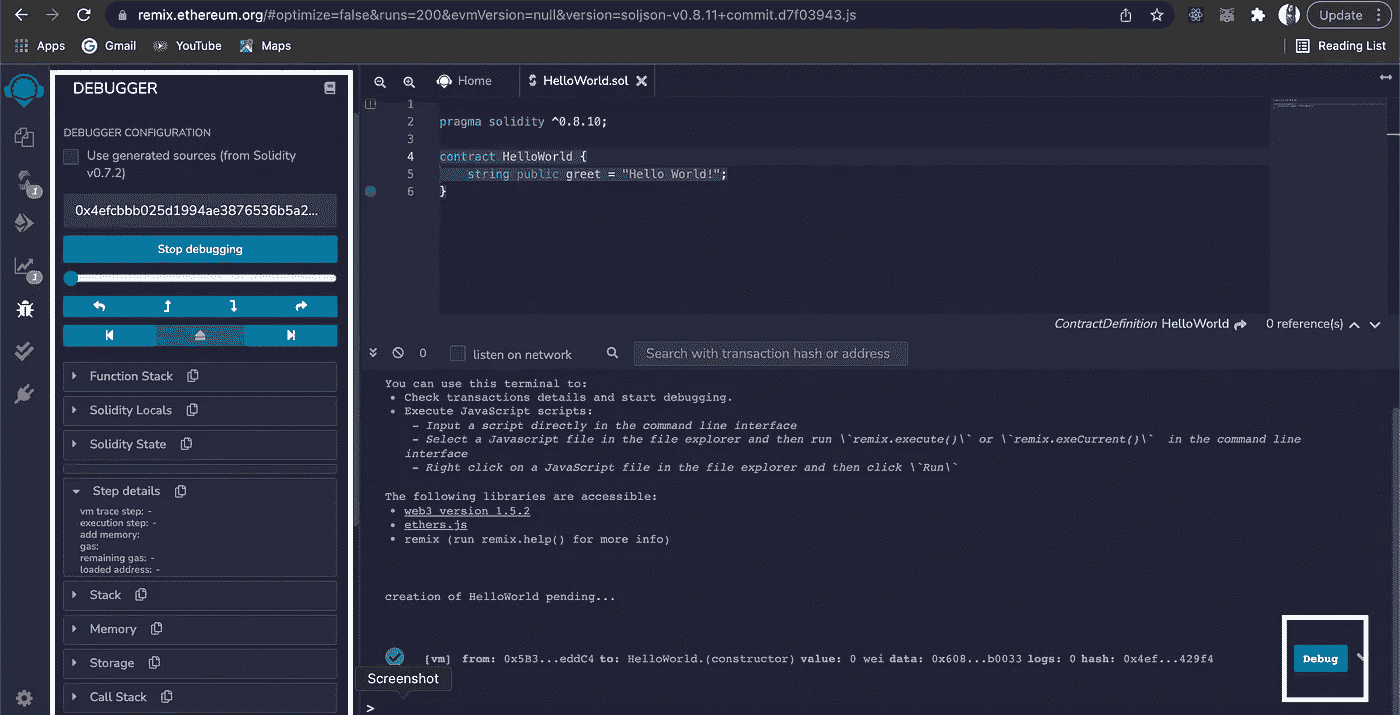 remix.ethereum.org/#optimize=false&runs=200&evmVersion=null&version=soljson-v0.8.11+commit.d7f03943.js
Update
Apps
Gmail
YouTube
Maps
Reading List
DEBUGGER
DEBUGGER CONFIGURATION
Use generated sources (from Solidity
v0.7.2)
0x4efcbbb025d1994ae3876536b5a2...
Stop debugging
Function Stack
Solidity Locals
Solidity State
Step details
vm trace step: -
execution step: -
add memory:
gas:
remaining gas: -
loaded address: -
Stack
Memory
Storage
Call Stack
1
1
Home
HelloWorld.sol
1
2 pragma solidity ^0.8.10;
3
4 contract HelloWorld {
5 string public greet = "Hello World!";
6 }
ContractDefinition HelloWorld
0 reference(s)
0
listen on network
Search with transaction hash or address
You can use this terminal to:
• Check transactions details and start debugging.
• Execute JavaScript scripts:
- Input a script directly in the command line interface
- Select a Javascript file in the file explorer and then run \`remix.execute()\` or \`remix.exeCurrent()\` in the command line
interface
- Right click on a JavaScript file in the file explorer and then click \`Run\`
The following libraries are accessible:
• web3 version 1.5.2
• ethers.js
• remix (run remix.help() for more info)
creation of HelloWorld pending...
[vm] from: 0x5B3...eddC4 to: HelloWorld.(constructor) value: 0 wei data: 0x608...b0033 logs: 0 hash: 0x4ef...429f4
Debug
Screenshot
>